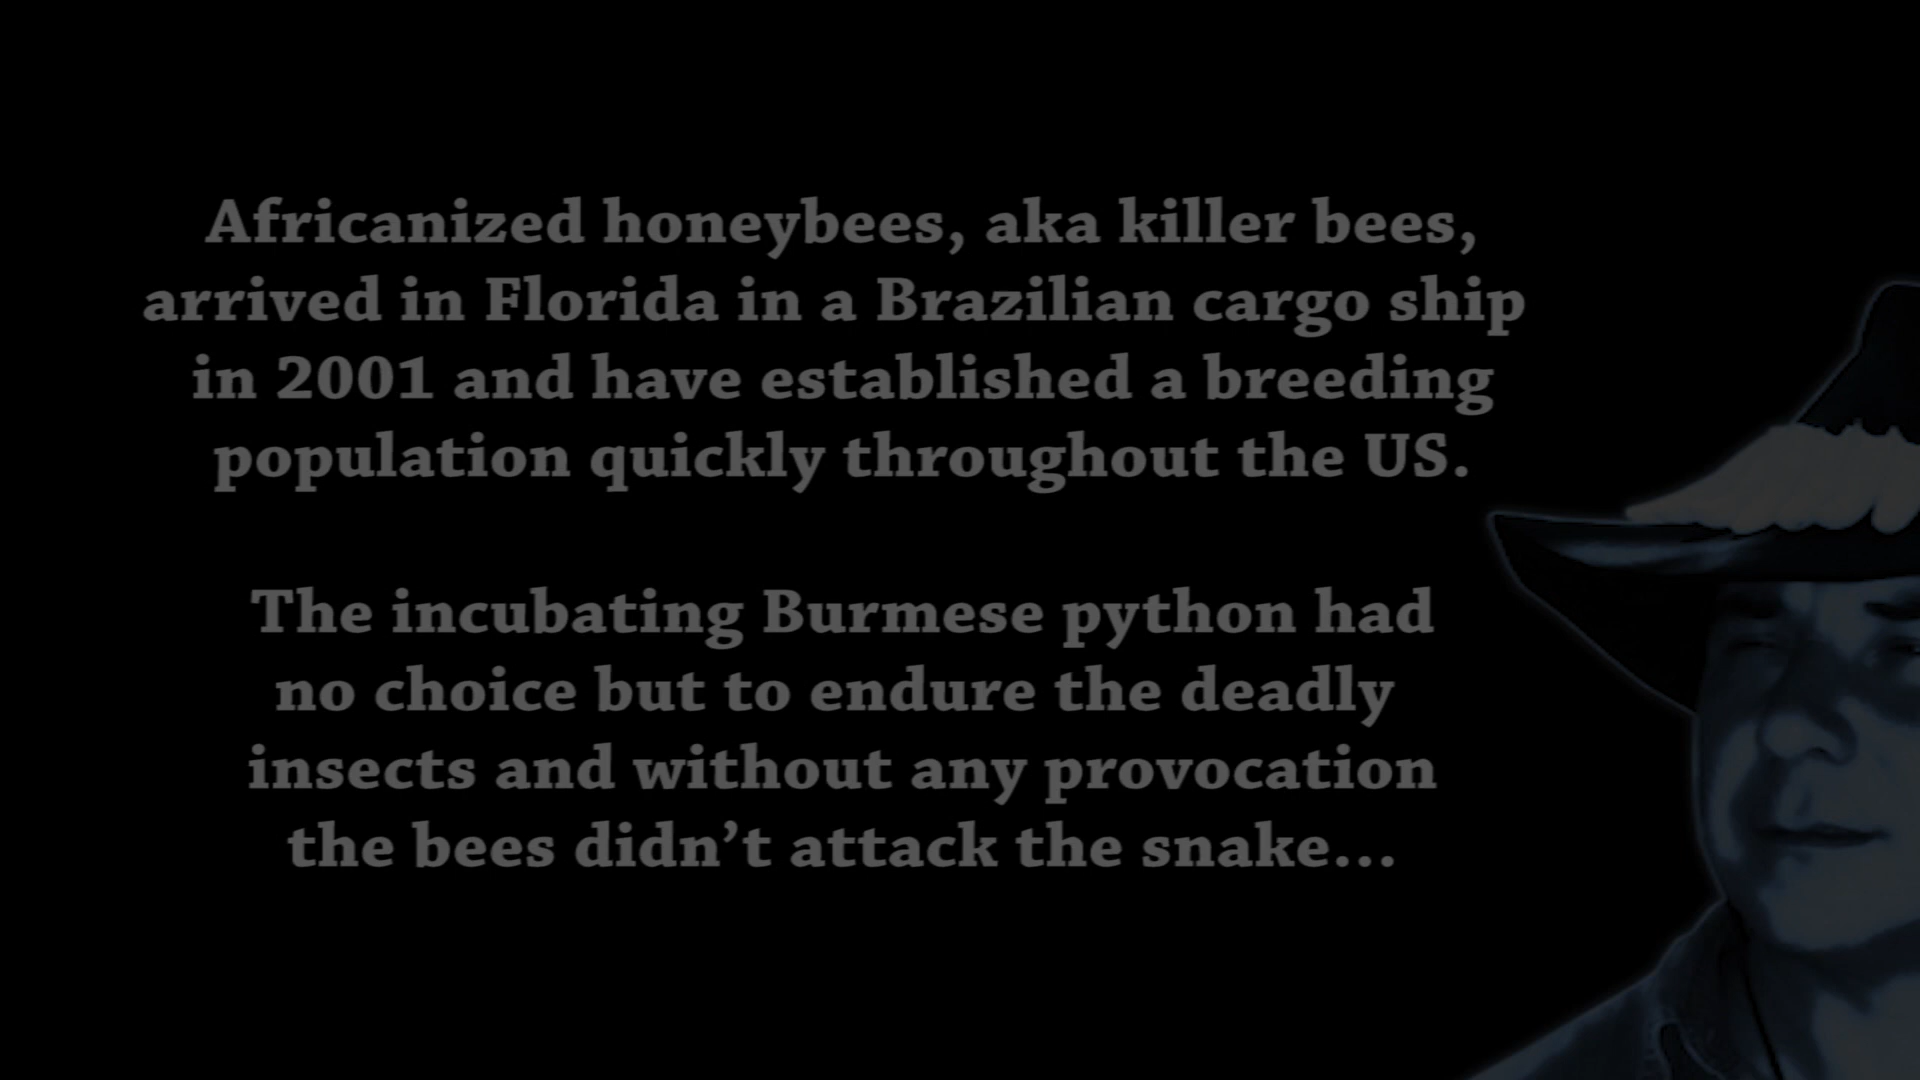 Africanized honeybees, aka killer bees,
arrived in Florida in a Brazilian cargo ship
in 2001 and have established a breeding
population quickly throughout the US.
The incubating Burmese python had
no choice but to endure the deadly
insects and without any provocation
the bees didn’t attack the snake...